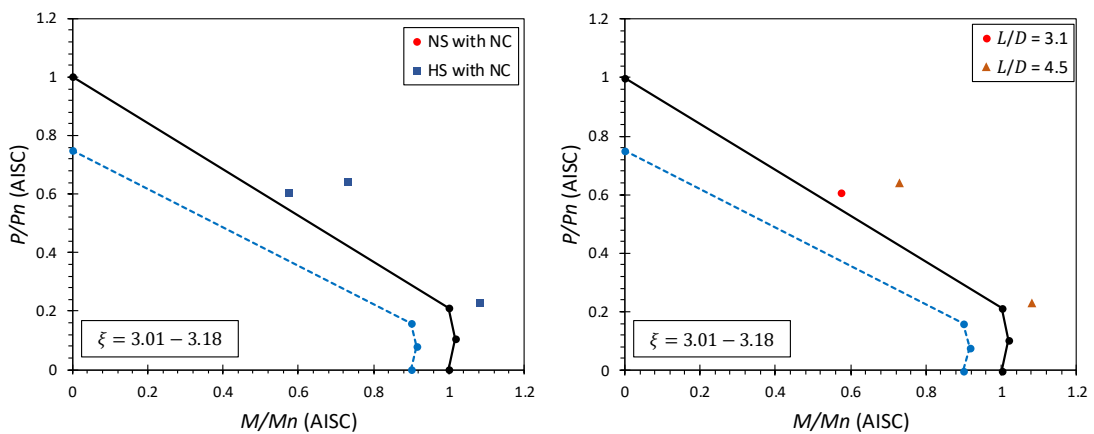 1.2
1
0.8
0.6
0.4
0.2
0
P/Pn (AISC)
NS with NC
HS with NC
ξ = 3.01 − 3.18
0 0.2 0.4 0.6 0.8 1 1.2
M/Mn (AISC)
1.2
1
0.8
0.6
0.4
0.2
0
P/Pn (AISC)
L/D = 3.1
L/D = 4.5
ξ = 3.01 − 3.18
0 0.2 0.4 0.6 0.8 1 1.2
M/Mn (AISC)